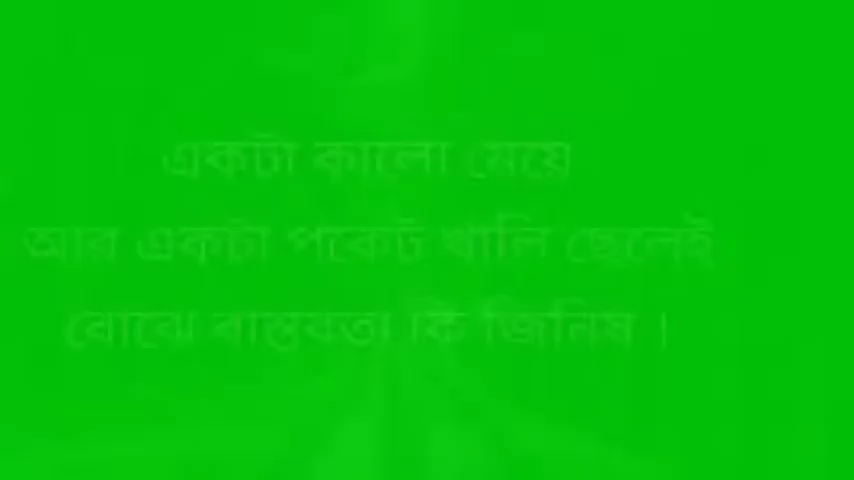 একটা কালো মেয়ে
আর একটা পকেট খালি ছেলেই
বোঝে বাস্তবতা কি জিনিষ ।